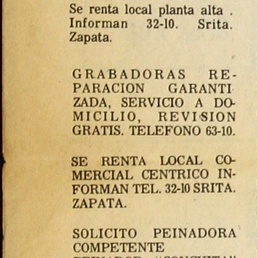 Se renta local planta alta .
Informan 32-10. Srita.
Zapata.
GRABADORAS RE-
PARACION GARANTI
ZADA, SERVICIO A DO-
MICILIO, REVISION
GRATIS. TELEFONO 63-10.
SE RENTA LOCAL CO-
MERCIAL CENTRICO IN-
FORMAN TEL. 32-10 SRITA.
ZAPATA.
SOLICITO PEINADORA
COMPETENTE